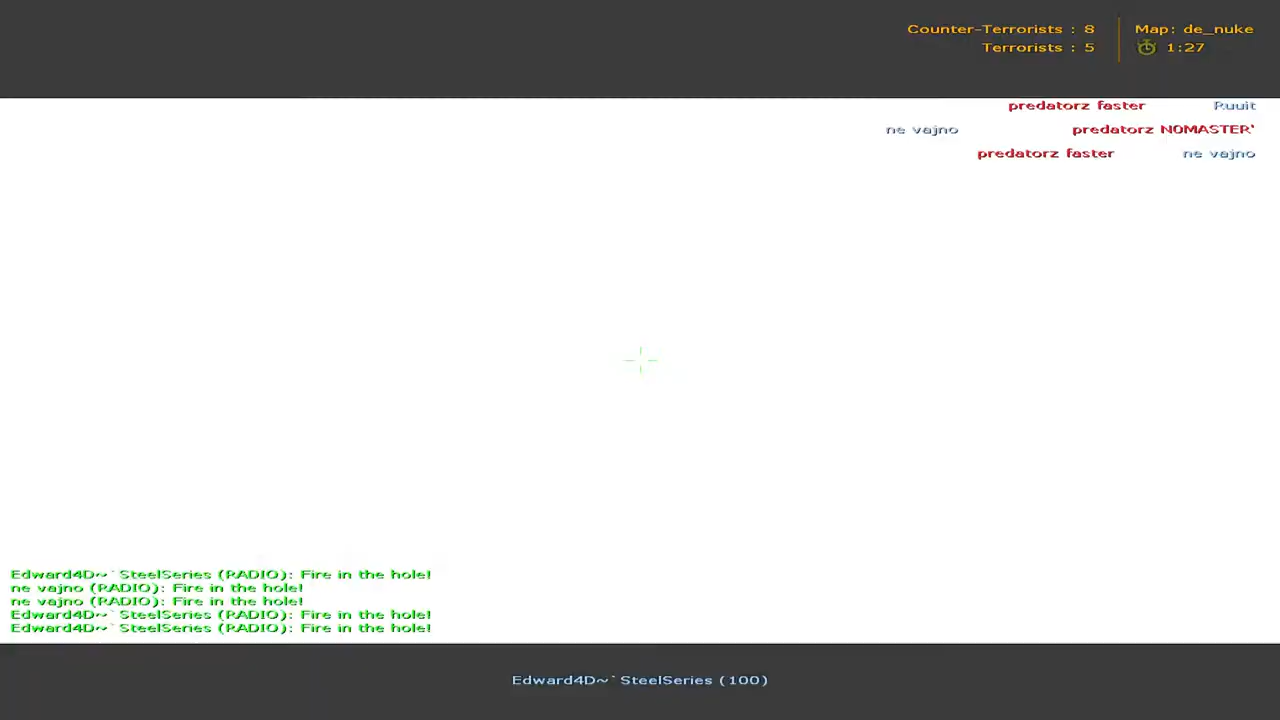 Counter-Terrorists : 8
Terrorists : 5
Map: de_nuke
1:27
predatorz faster Ruuit
ne vajno predatorz N0MASTER'
predatorz faster ne vajno
Edward4D~`SteelSeries (RADIO): Fire in the hole!
ne vajno (RADIO): Fire in the hole!
ne vajno (RADIO): Fire in the hole!
Edward4D~`SteelSeries (RADIO): Fire in the hole!
Edward4D~`SteelSeries (RADIO): Fire in the hole!
Edward4D~`SteelSeries (100)